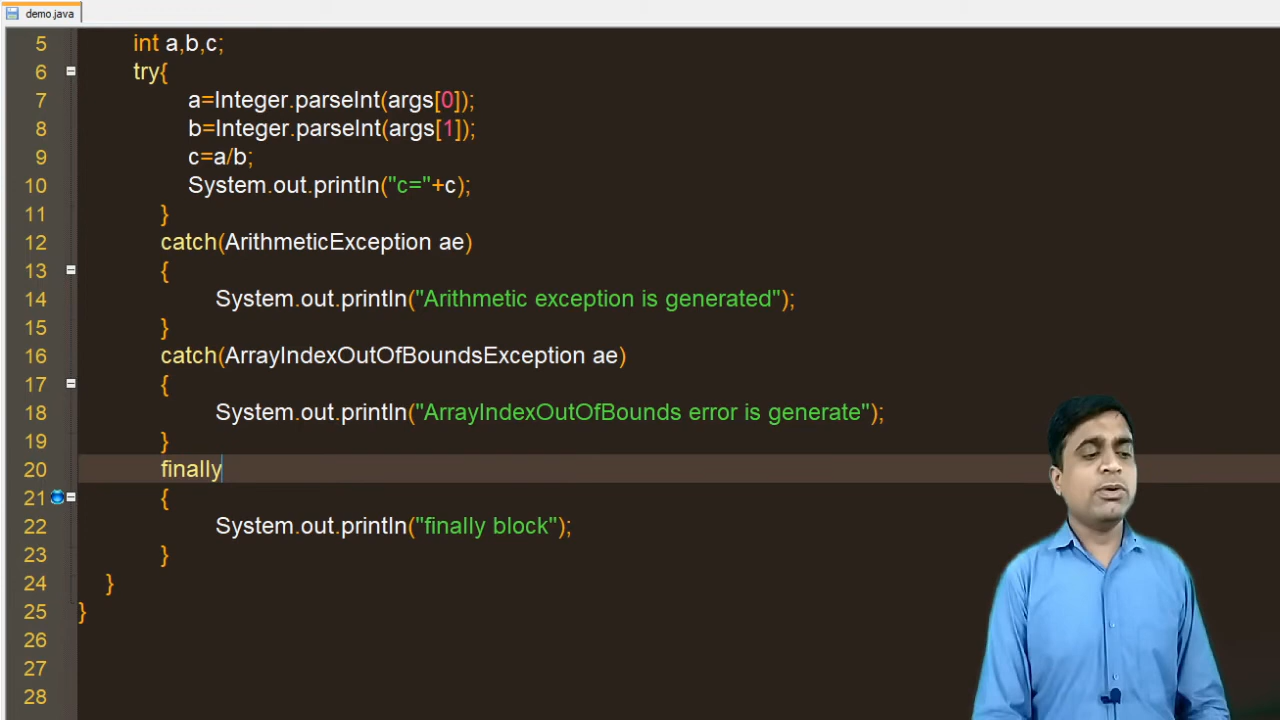 demo.java
5 int a,b,c;
6 try{
7 a=Integer.parseInt(args[0]);
8 b=Integer.parseInt(args[1]);
9 c=a/b;
10 System.out.println("c="+c);
11 }
12 catch(ArithmeticException ae)
13 {
14 System.out.println("Arithmetic exception is generated");
15 }
16 catch(ArrayIndexOutOfBoundsException ae)
17 {
18 System.out.println("ArrayIndexOutOfBounds error is generate");
19 }
20 finally
21 {
22 System.out.println("finally block");
23 }
24 }
25 }
26
27
28